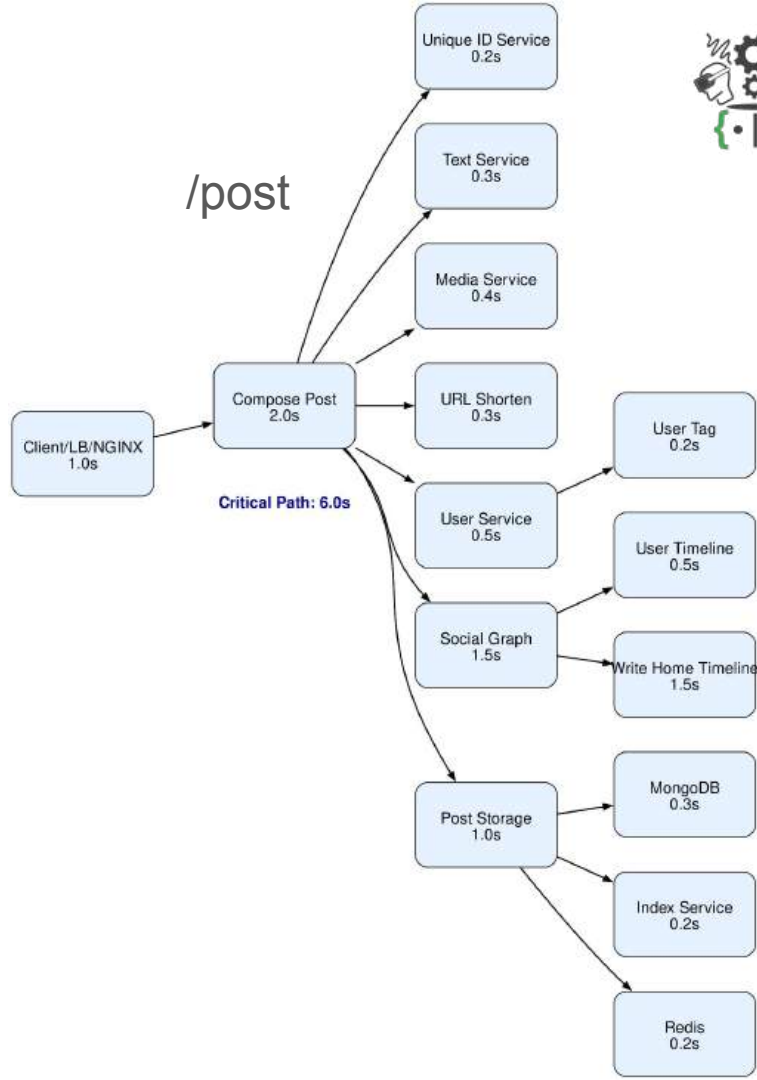 Unique ID Service
0.2s
/post
Text Service
0.3s
Media Service
0.4s
Compose Post
2.0s
URL Shorten
0.3s
User Tag
0.2s
Client/LB/NGINX
1.0s
Critical Path: 6.0s
User Service
0.5s
User Timeline
0.5s
Social Graph
1.5s
Write Home Timeline
1.5s
MongoDB
0.3s
Post Storage
1.0s
Index Service
0.2s
Redis
0.2s